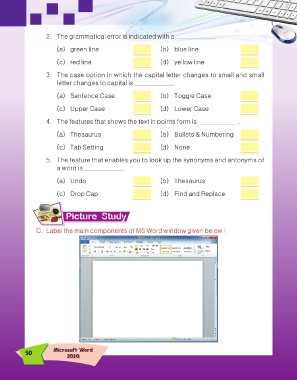 2. The grammatical error is indicated with a ____________.
(a) green line (b) blue line
(c) red line (d) yellow line
3. The case option in which the capital letter changes to small and small
letter changes to capital is ____________
(a) Sentence Case (b) Toggle Case
(c) Upper Case (d) Lower Case
4. The features that shows the text in points form is ____________.
(a) Thesaurus (b) Bullets & Numbering
(c) Tab Setting (d) None
5. The feature that enables you to look up the synonyms and antonyms of
a word is ____________
(a) Undo (b) Thesaurus
(c) Drop Cap (d) Find and Replace
Picture Study
C. Label the main components of MS Word window given below :
50 Microsoft Word
2010